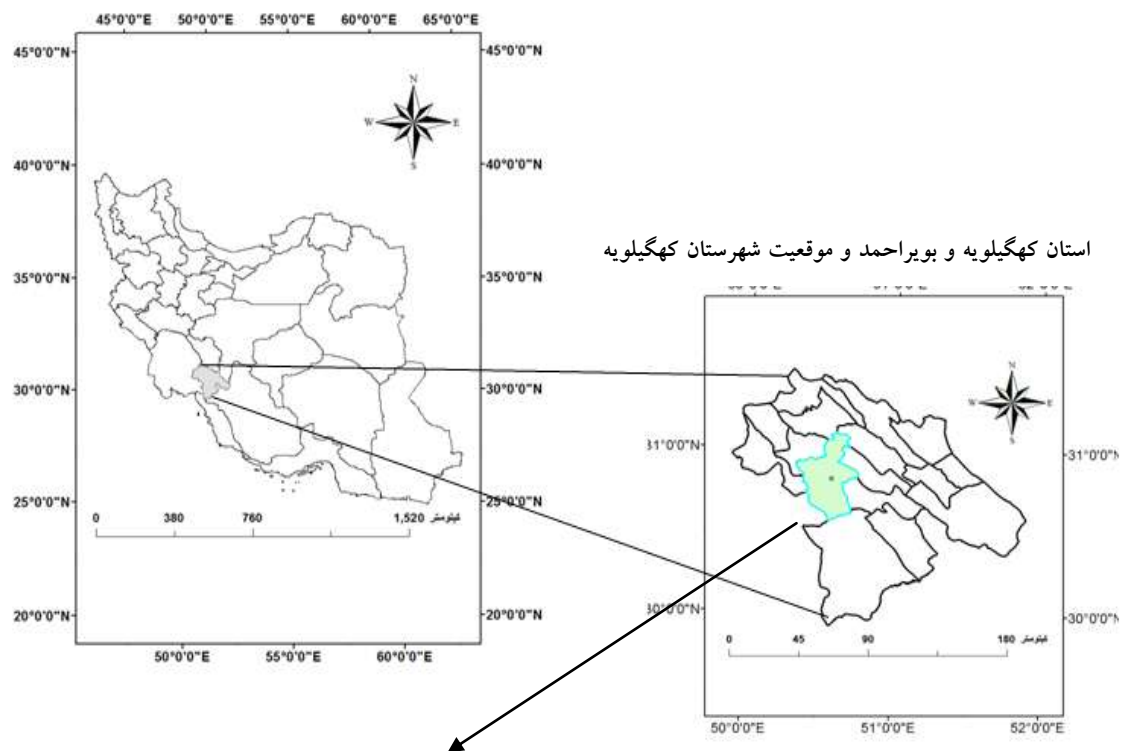 45°0'0"E 50°0'0"E 55°0'0"E 60°0'0"E 65°0'0"E
45°0'0"N 45°0'0"N
N
W E
S
40°0'0"N 40°0'0"N
استان کهگیلویه و بویراحمد و موقعیت شهرستان کهگیلویه
35°0'0"N 35°0'0"N
N
W E
S
30°0'0"N 30°0'0"N
31°0'0"N 31°0'0"N
25°0'0"N 25°0'0"N
0 380 760 1,520 کیلومتر
20°0'0"N 20°0'0"N
30°0'0"N
0 45 90 180 کیلومتر
50°0'0"E 55°0'0"E 60°0'0"E
50°0'0"E 51°0'0"E 52°0'0"E